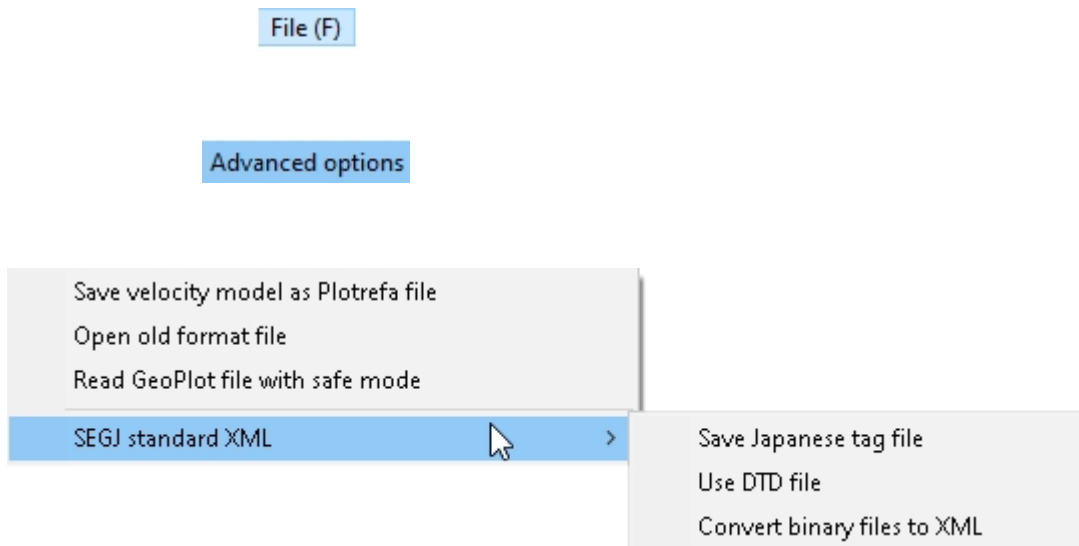 File (F)
Advanced options
Save velocity model as Plotrefa file
Open old format file
Read GeoPlot file with safe mode
SEGJ standard XML
Save Japanese tag file
Use DTD file
Convert binary files to XML